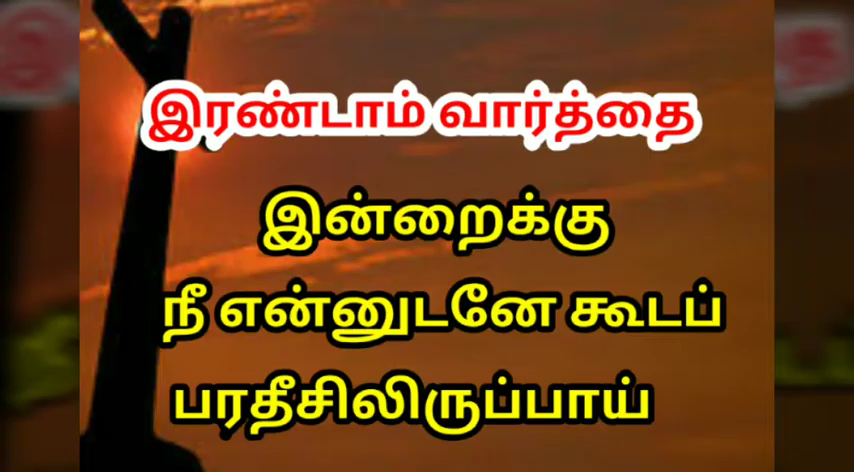 இரண்டாம் வார்த்தை
இன்றைக்கு
நீ என்னுடனே கூடப்
பரதீசிலிருப்பாய்